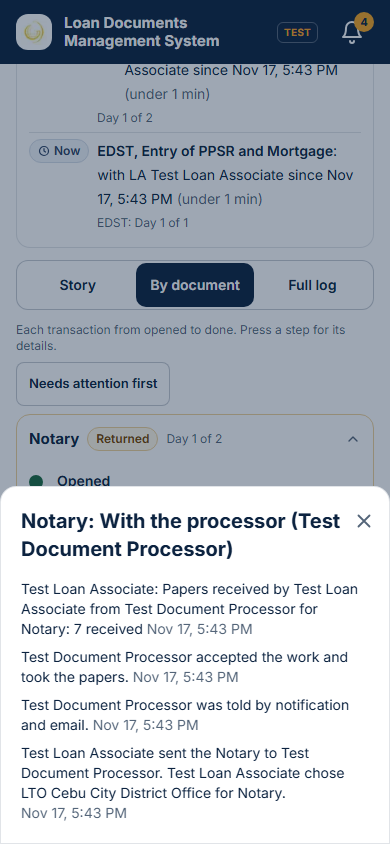 Loan Documents
Management System
TEST
4
Associate since Nov 17, 5:43 PM
(under 1 min)
Day 1 of 2
Now
EDST, Entry of PPSR and Mortgage:
with LA Test Loan Associate since Nov
17, 5:43 PM (under 1 min)
EDST: Day 1 of 1
Story
By document
Full log
Each transaction from opened to done. Press a step for its
details.
Needs attention first
Notary
Returned
Day 1 of 2
Opened
Notary: With the processor (Test
Document Processor)
Test Loan Associate: Papers received by Test Loan
Associate from Test Document Processor for
Notary: 7 received Nov 17, 5:43 PM
Test Document Processor accepted the work and
took the papers. Nov 17, 5:43 PM
Test Document Processor was told by notification
and email. Nov 17, 5:43 PM
Test Loan Associate sent the Notary to Test
Document Processor. Test Loan Associate chose
LTO Cebu City District Office for Notary.
Nov 17, 5:43 PM